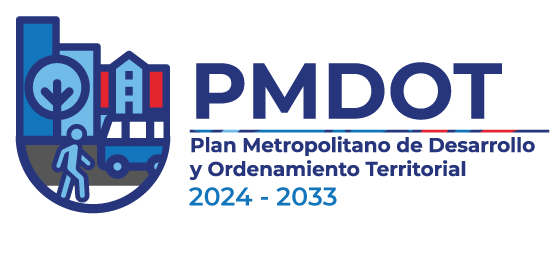 PMDOT
Plan Metropolitano de Desarrollo
y Ordenamiento Territorial
2024 - 2033